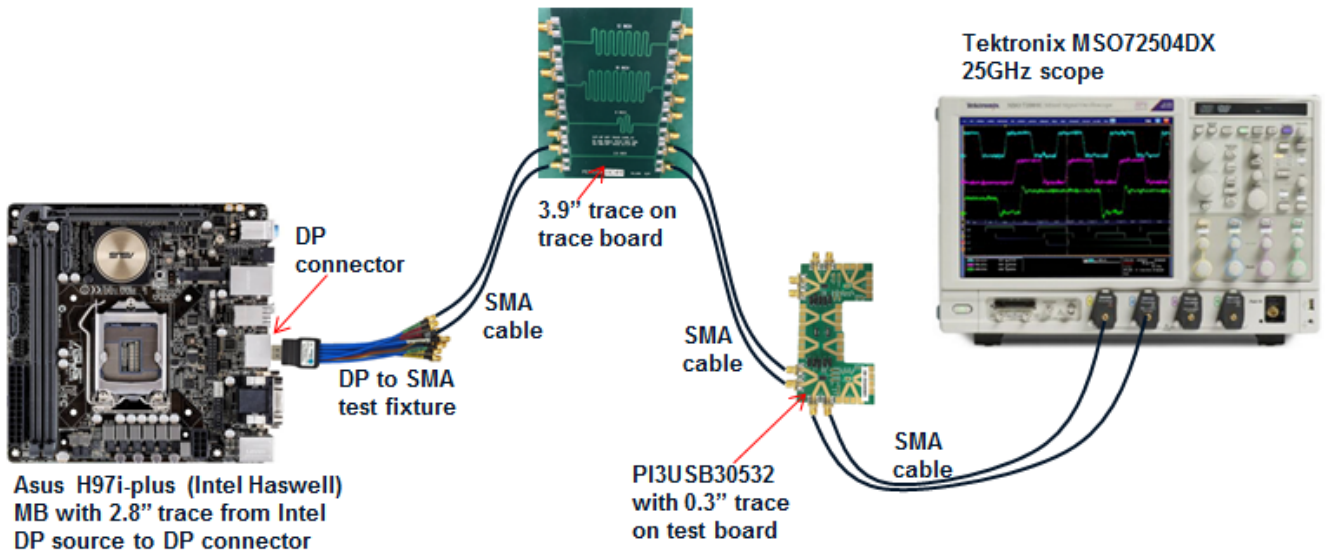 Tektronix MSO72504DX
25GHz scope
3.9” trace on
trace board
DP
connector
SMA
cable
SMA
cable
DP to SMA
test fixture
SMA
cable
Asus H97i-plus (Intel Haswell)
MB with 2.8” trace from Intel
DP source to DP connector
PI3USB30532
with 0.3” trace
on test board
Tektronix